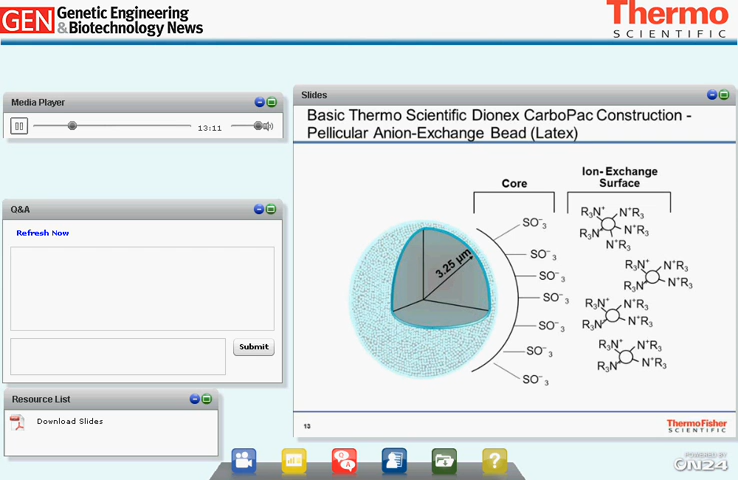 GEN Genetic Engineering
& Biotechnology News
Thermo
SCIENTIFIC
Media Player
13:11
Q&A
Refresh Now
Submit
Resource List
Download Slides
Slides
Basic Thermo Scientific Dionex CarboPac Construction -
Pellicular Anion-Exchange Bead (Latex)
Core
Ion-Exchange
Surface
3.25 µm
SO⁻₃
SO⁻₃
SO⁻₃
SO⁻₃
SO⁻₃
SO⁻₃
SO⁻₃
R₃N⁺ N⁺R₃
R₃N⁺ N⁺R₃
N⁺R₃
R₃N⁺ N⁺R₃
N⁺R₃
R₃N⁺ N⁺R₃
R₃N⁺ N⁺R₃
R₃N⁺ N⁺R₃
N⁺R₃
13
ThermoFisher
SCIENTIFIC
Q
A
?
POWERED BY
ON24